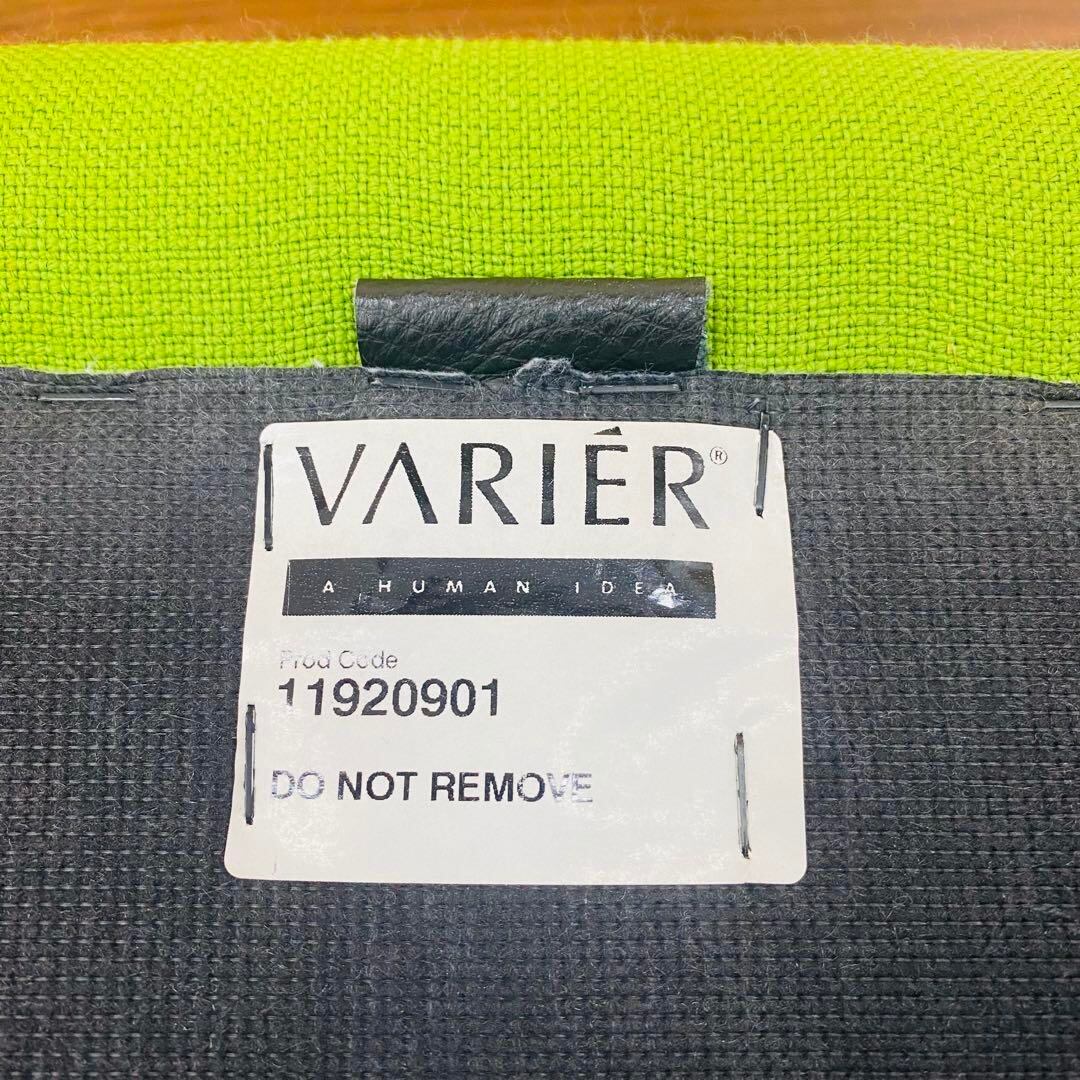 VARIÉR®
A HUMAN IDEA
Prod Code
11920901
DO NOT REMOVE